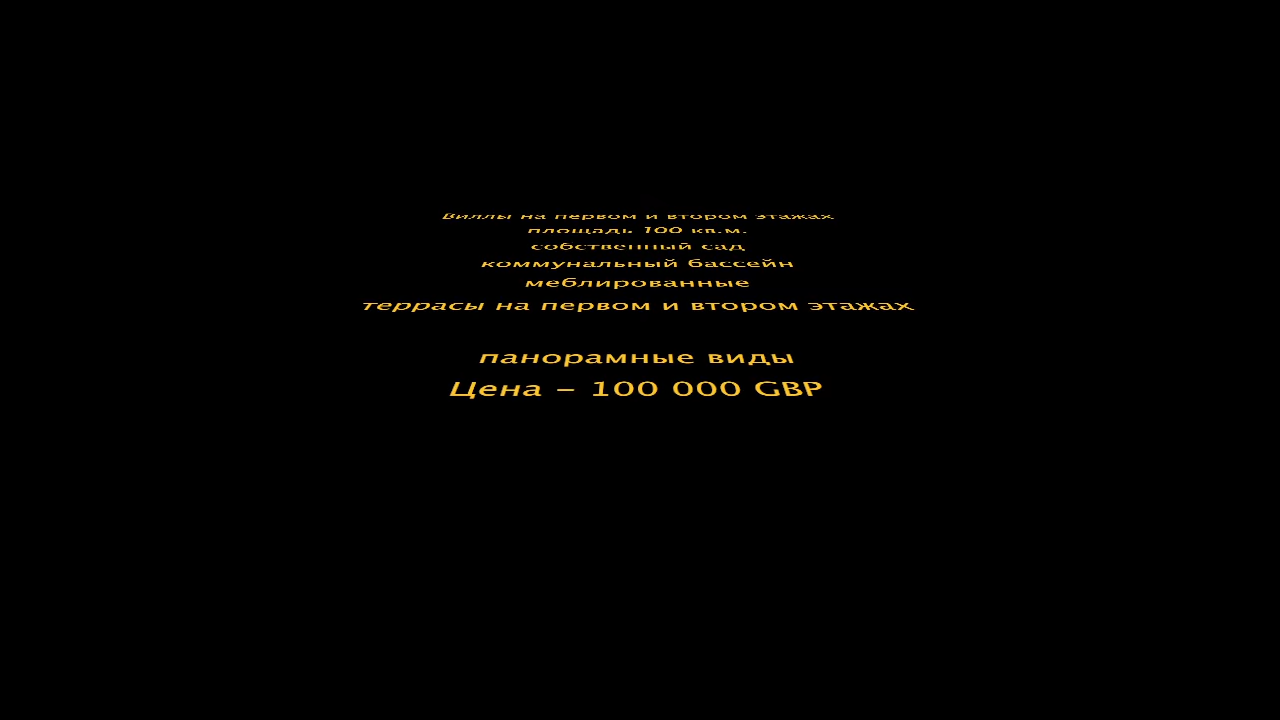 Виллы на первом и втором этажах
площадь 100 кв.м.
собственный сад
коммунальный бассейн
меблированные
террасы на первом и втором этажах
панорамные виды
Цена – 100 000 GBP